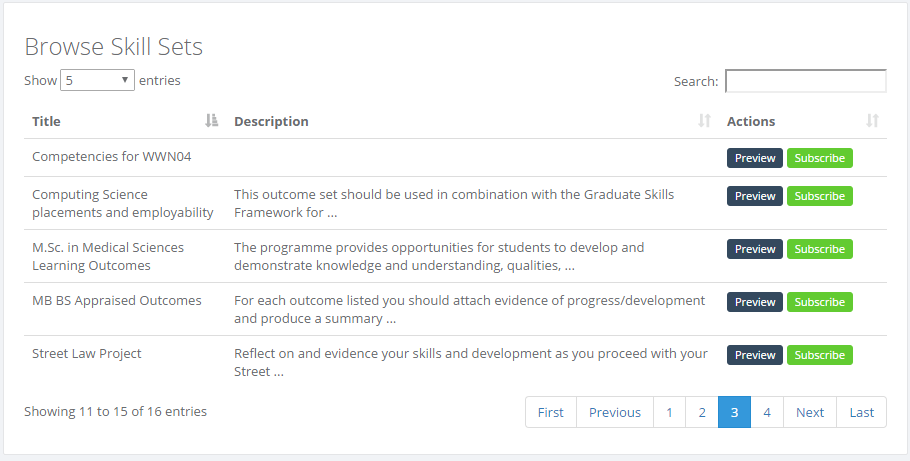 Browse Skill Sets
Show 5 entries
Search:
Title Description Actions
Competencies for WWN04 Preview Subscribe
Computing Science This outcome set should be used in combination with the Graduate Skills Preview Subscribe
placements and employability Framework for ...
M.Sc. in Medical Sciences The programme provides opportunities for students to develop and Preview Subscribe
Learning Outcomes demonstrate knowledge and understanding, qualities, ...
MB BS Appraised Outcomes For each outcome listed you should attach evidence of progress/development Preview Subscribe
and produce a summary ...
Street Law Project Reflect on and evidence your skills and development as you proceed with your Preview Subscribe
Street ...
Showing 11 to 15 of 16 entries First Previous 1 2 3 4 Next Last